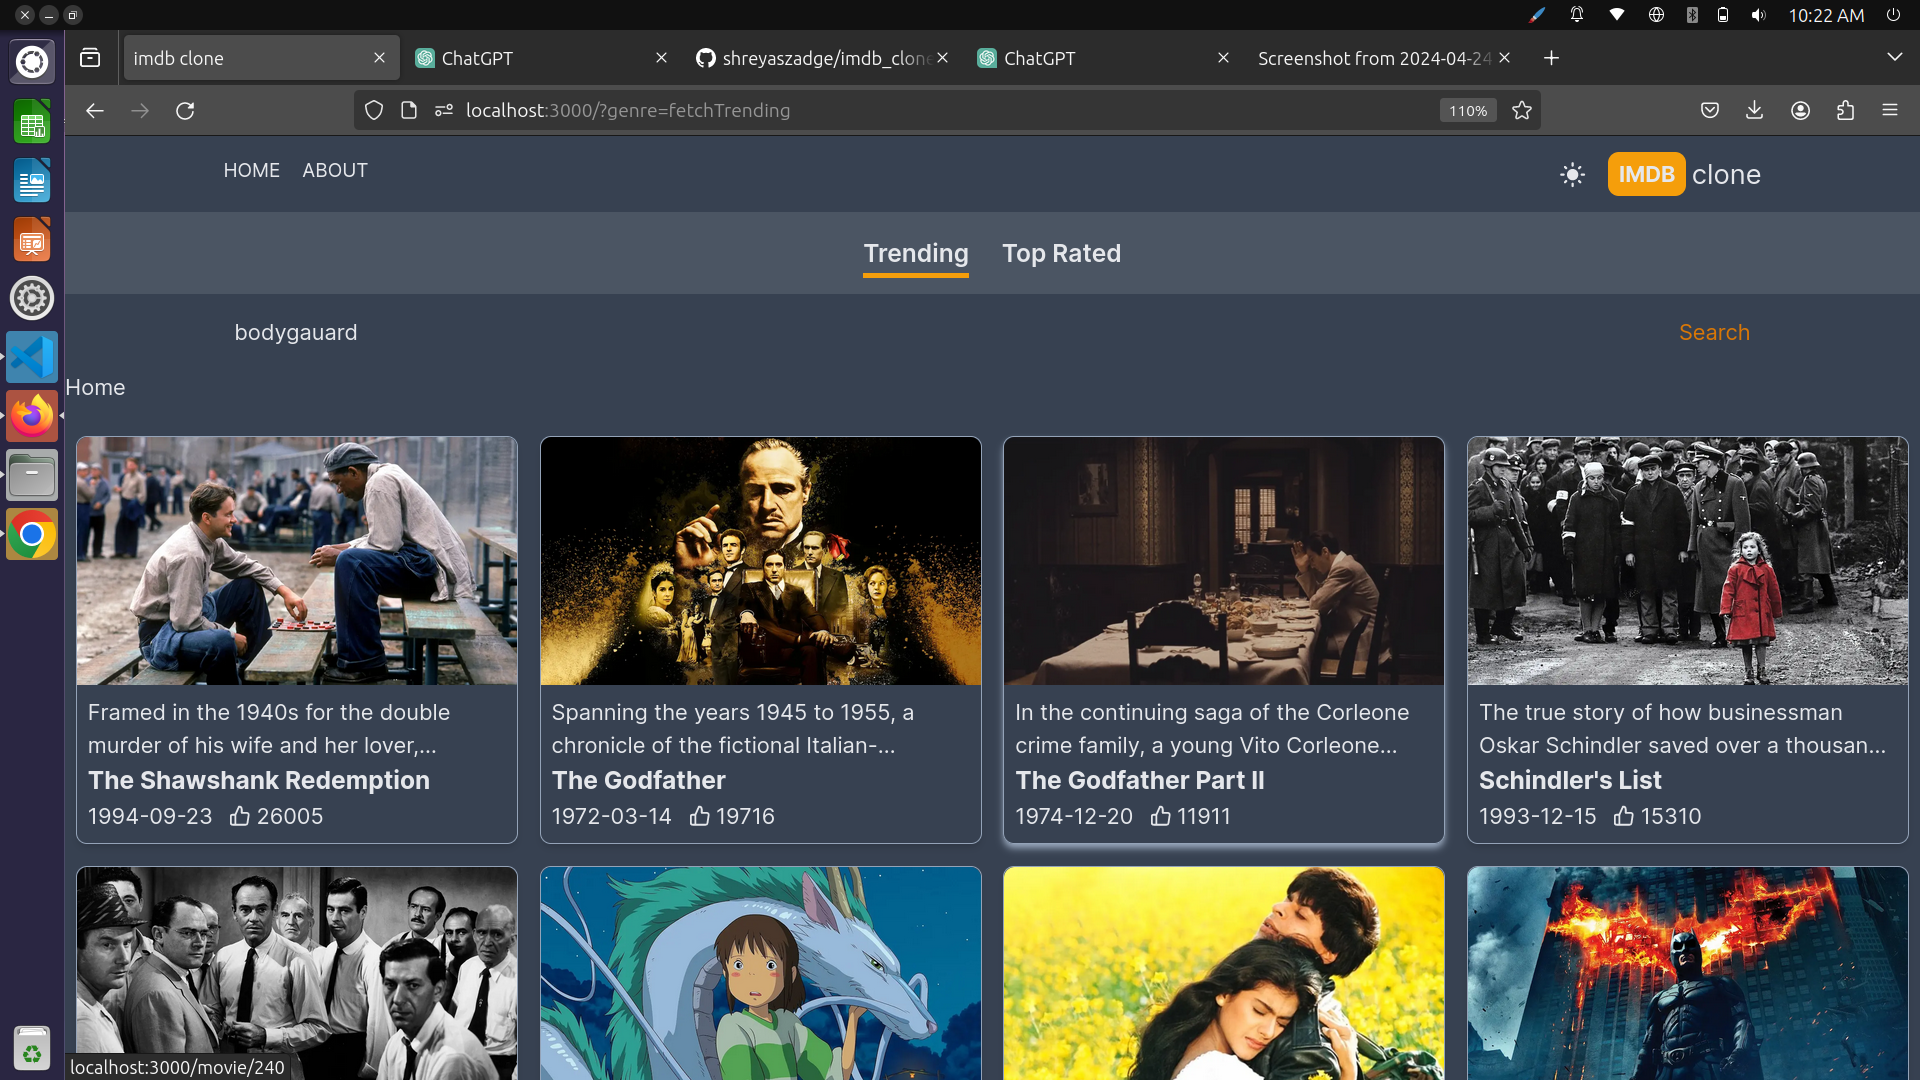 10:22 AM
imdb clone
ChatGPT
shreyaszadge/imdb_clone
ChatGPT
Screenshot from 2024-04-24
localhost:3000/?genre=fetchTrending
110%
HOME ABOUT
IMDB clone
Trending Top Rated
bodygauard
Search
Home
Framed in the 1940s for the double
murder of his wife and her lover,...
The Shawshank Redemption
1994-09-23 26005
Spanning the years 1945 to 1955, a
chronicle of the fictional Italian-...
The Godfather
1972-03-14 19716
In the continuing saga of the Corleone
crime family, a young Vito Corleone...
The Godfather Part II
1974-12-20 11911
The true story of how businessman
Oskar Schindler saved over a thousan...
Schindler's List
1993-12-15 15310
localhost:3000/movie/240